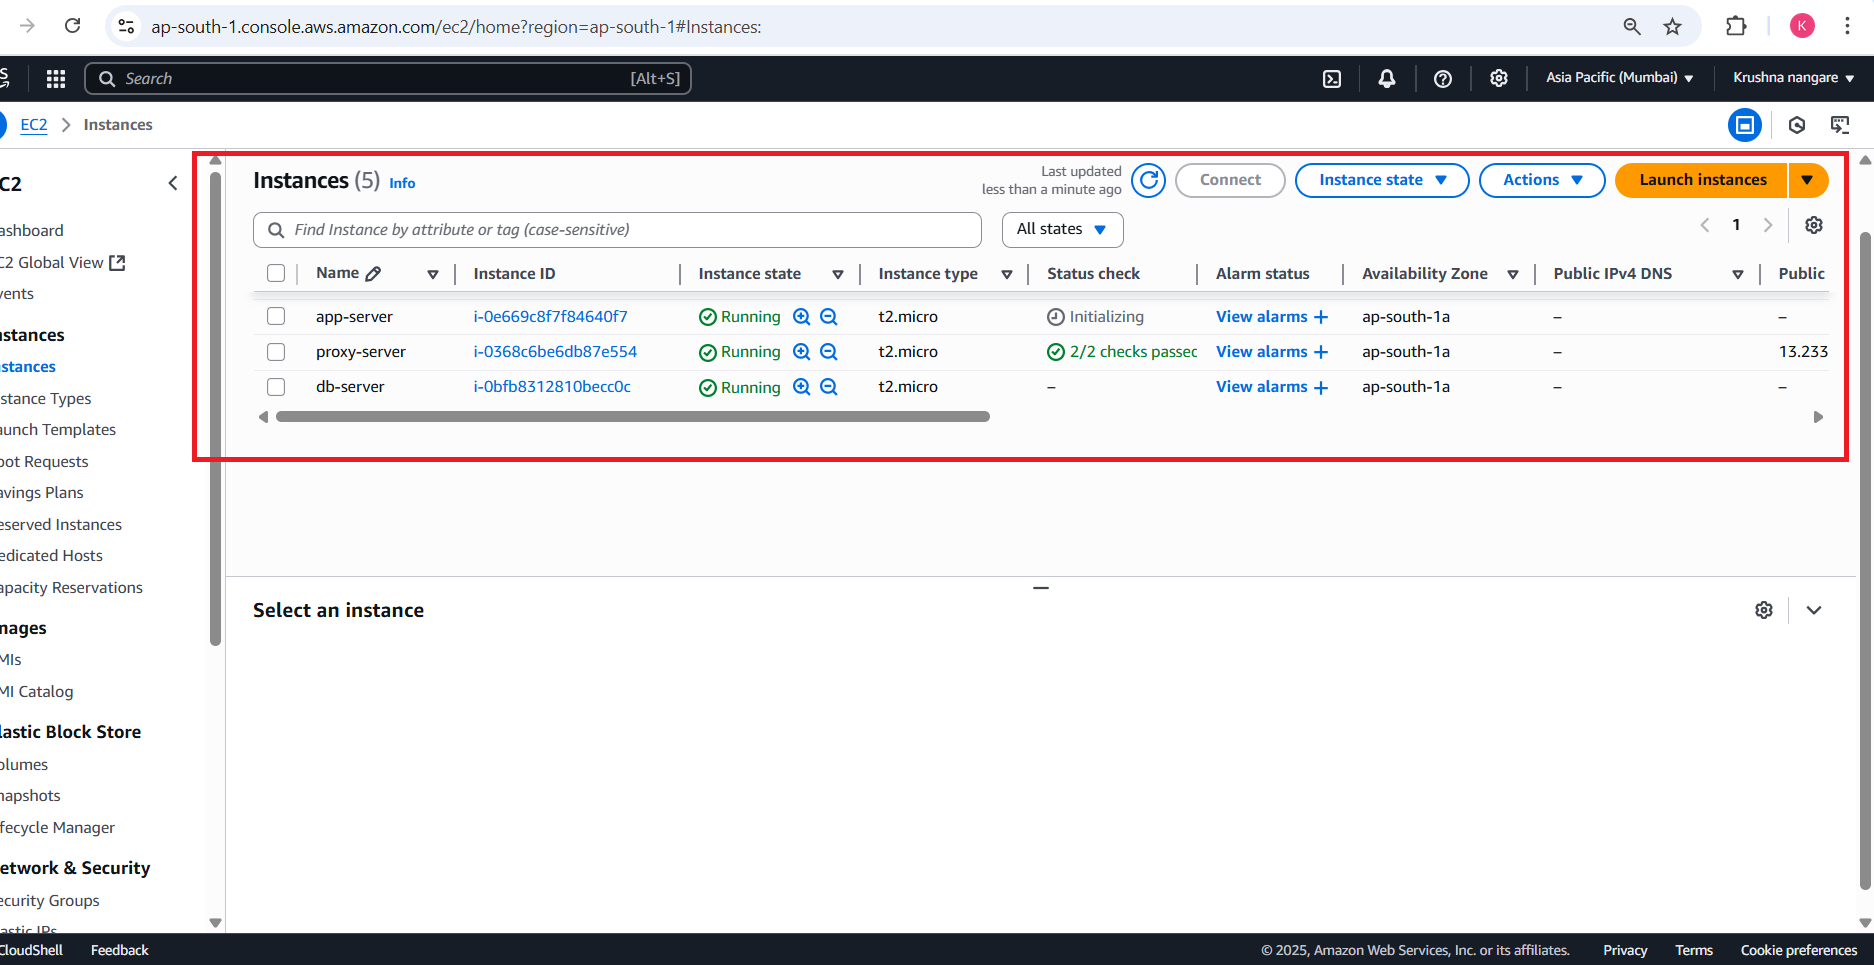 ap-south-1.console.aws.amazon.com/ec2/home?region=ap-south-1#Instances:
K
S
Search [Alt+S]
Asia Pacific (Mumbai)
Krushna nangare
EC2 > Instances
C2
ashboard
C2 Global View
vents
nstances
nstances
stance Types
aunch Templates
pot Requests
avings Plans
eserved Instances
edicated Hosts
apacity Reservations
mages
MIs
MI Catalog
lastic Block Store
olumes
napshots
ifecycle Manager
etwork & Security
ecurity Groups
astic IPs
Instances (5) Info
Last updated
less than a minute ago
Connect
Instance state
Actions
Launch instances
Find Instance by attribute or tag (case-sensitive)
All states
1
Name Instance ID Instance state Instance type Status check Alarm status Availability Zone Public IPv4 DNS Public
app-server i-0e669c8f7f84640f7 Running t2.micro Initializing View alarms + ap-south-1a – –
proxy-server i-0368c6be6db87e554 Running t2.micro 2/2 checks passec View alarms + ap-south-1a – 13.233
db-server i-0bfb8312810becc0c Running t2.micro – View alarms + ap-south-1a – –
Select an instance
CloudShell Feedback
© 2025, Amazon Web Services, Inc. or its affiliates. Privacy Terms Cookie preferences